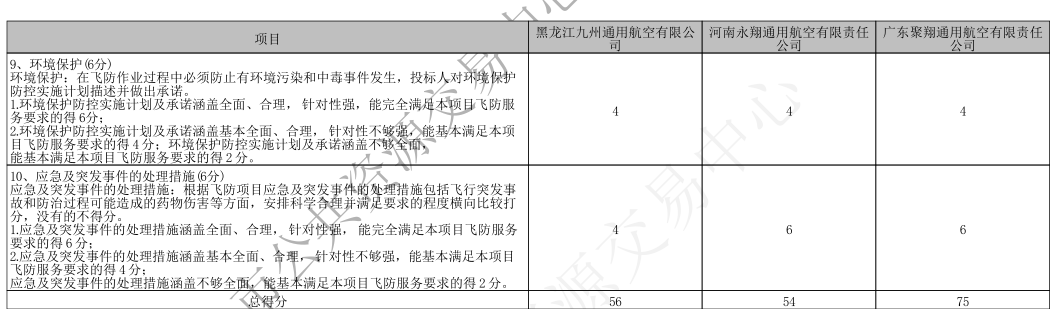 项目
黑龙江九州通用航空有限公
司
河南永翔通用航空有限责任
公司
广东聚翔通用航空有限责任
公司
9、环境保护(6分)
环境保护：在飞防作业过程中必须防止有环境污染和中毒事件发生，投标人对环境保护
防控实施计划描述并做出承诺。
1.环境保护防控实施计划及承诺涵盖全面、合理， 针对性强，能完全满足本项目飞防服
务要求的得 6分；
2.环境保护防控实施计划及承诺涵盖基本全面、合理， 针对性不够强，能基本满足本项
目飞防服务要求的得 4 分；环境保护防控实施计划及承诺涵盖不够全面，
能基本满足本项目飞防服务要求的得 2 分。
4
4
4
10、应急及突发事件的处理措施(6分)
应急及突发事件的处理措施：根据飞防项目应急及突发事件的处理措施包括飞行突发事
故和防治过程可能造成的药物伤害等方面，安排科学合理并满足要求的程度横向比较打
分，没有的不得分。
1.应急及突发事件的处理措施涵盖全面、合理， 针对性强， 能完全满足本项目飞防服务
要求的得 6 分；
2.应急及突发事件的处理措施涵盖基本全面、合理， 针对性不够强，能基本满足本项目
飞防服务要求的得 4 分；
应急及突发事件的处理措施涵盖不够全面，能基本满足本项目飞防服务要求的得 2 分。
4
6
6
总得分
56
54
75
市公共资源交易中心
源交易中心